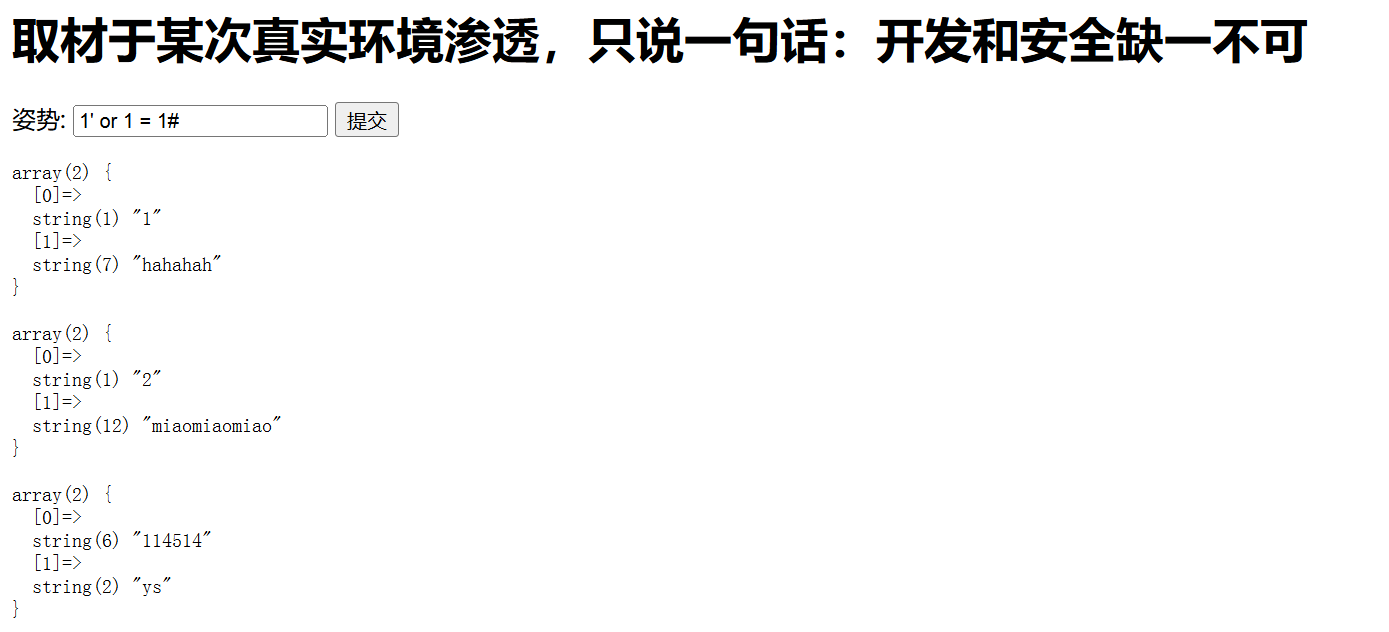 取材于某次真实环境渗透，只说一句话：开发和安全缺一不可
姿势: 1' or 1 = 1# 提交
array(2) {
  [0]=>
  string(1) "1"
  [1]=>
  string(7) "hahahah"
}
array(2) {
  [0]=>
  string(1) "2"
  [1]=>
  string(12) "miaomiaomiao"
}
array(2) {
  [0]=>
  string(6) "114514"
  [1]=>
  string(2) "ys"
}